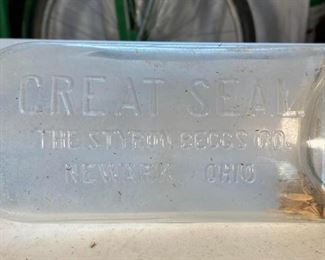 GREAT SEAL
THE STYRON BEGGS CO.
NEWARK OHIO